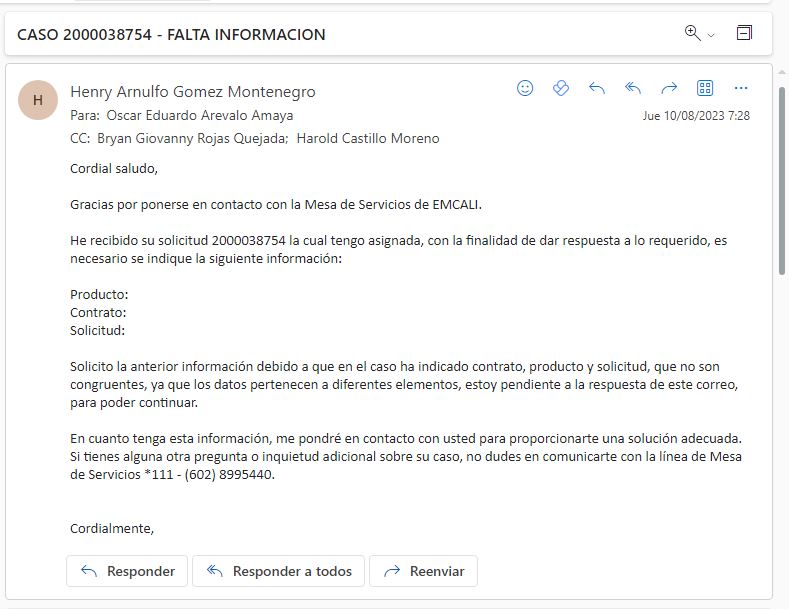 CASO 2000038754 - FALTA INFORMACION
H
Henry Arnulfo Gomez Montenegro
Para: Oscar Eduardo Arevalo Amaya
Jue 10/08/2023 7:28
CC: Bryan Giovanny Rojas Quejada; Harold Castillo Moreno
Cordial saludo,
Gracias por ponerse en contacto con la Mesa de Servicios de EMCALI.
He recibido su solicitud 2000038754 la cual tengo asignada, con la finalidad de dar respuesta a lo requerido, es
necesario se indique la siguiente información:
Producto:
Contrato:
Solicitud:
Solicito la anterior información debido a que en el caso ha indicado contrato, producto y solicitud, que no son
congruentes, ya que los datos pertenecen a diferentes elementos, estoy pendiente a la respuesta de este correo,
para poder continuar.
En cuanto tenga esta información, me pondré en contacto con usted para proporcionarte una solución adecuada.
Si tienes alguna otra pregunta o inquietud adicional sobre su caso, no dudes en comunicarte con la línea de Mesa
de Servicios *111 - (602) 8995440.
Cordialmente,
Responder
Responder a todos
Reenviar